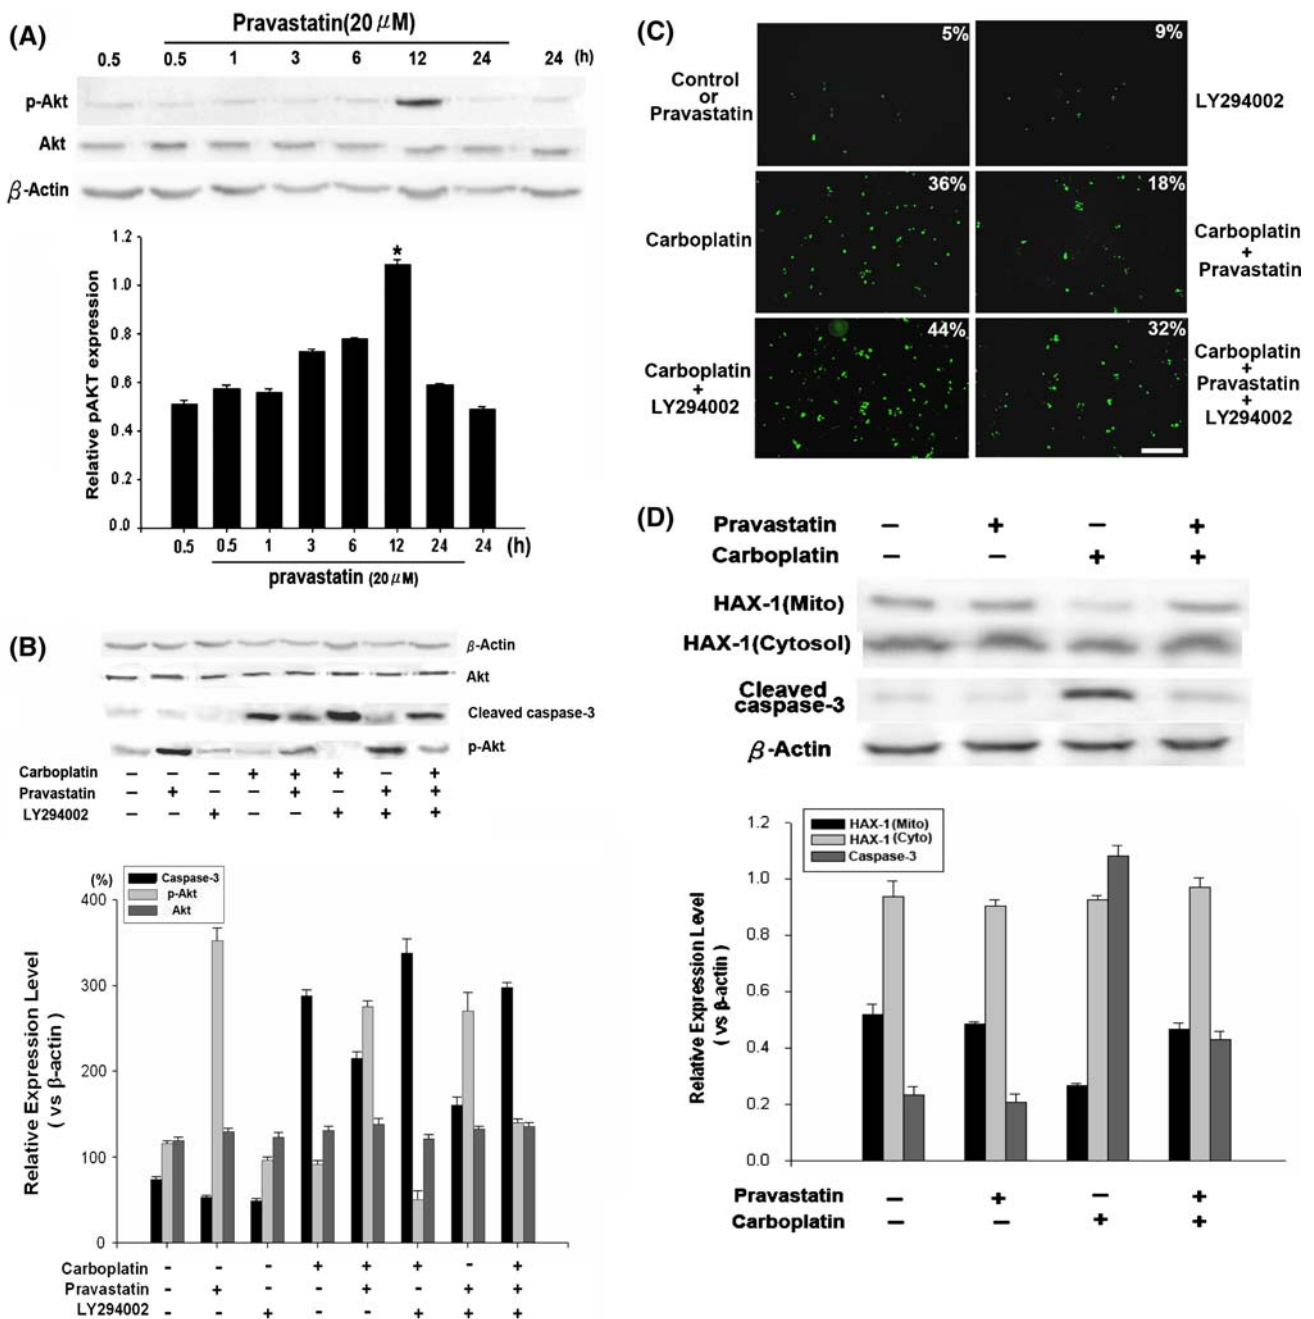 (A)
Pravastatin(20 μM)
0.5 0.5 1 3 6 12 24 24 (h)
p-Akt
Akt
β-Actin
1.2
1.0
0.8
0.6
0.4
0.2
0.0
Relative pAKT expression
*
0.5 0.5 1 3 6 12 24 24 (h)
pravastatin (20 μM)
(B)
β-Actin
Akt
Cleaved caspase-3
p-Akt
Carboplatin - - - + + + - +
Pravastatin - + - - + - + +
LY294002 - - + - - + + +
(%)
400
300
200
100
0
Relative Expression Level
( vs β-actin )
Caspase-3
p-Akt
Akt
Carboplatin - - - + + + - +
Pravastatin - + - - + - + +
LY294002 - - + - - + + +
(C)
Control
or
Pravastatin
5%
9%
LY294002
Carboplatin
36%
18%
Carboplatin
+
Pravastatin
Carboplatin
+
LY294002
44%
32%
Carboplatin
+
Pravastatin
+
LY294002
(D)
Pravastatin - + - +
Carboplatin - - + +
HAX-1(Mito)
HAX-1(Cytosol)
Cleaved
caspase-3
β-Actin
1.2
1.0
0.8
0.6
0.4
0.2
0.0
Relative Expression Level
( vs β-actin )
HAX-1(Mito)
HAX-1(Cyto)
Caspase-3
Pravastatin - + - +
Carboplatin - - + +